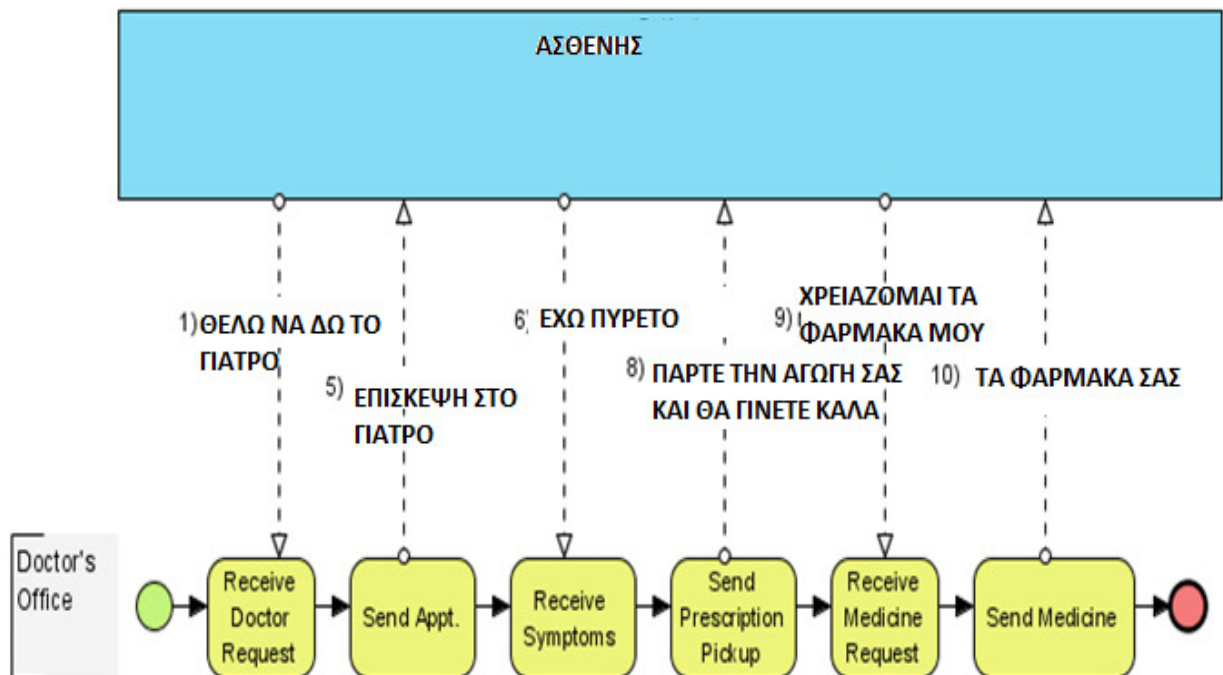 ΑΣΘΕΝΗΣ
1) ΘΕΛΩ ΝΑ ΔΩ ΤΟ
ΓΙΑΤΡΟ
5) ΕΠΙΣΚΕΨΗ ΣΤΟ
ΓΙΑΤΡΟ
6) ΕΧΩ ΠΥΡΕΤΟ
8) ΠΑΡΤΕ ΤΗΝ ΑΓΩΓΗ ΣΑΣ
ΚΑΙ ΘΑ ΓΙΝΕΤΕ ΚΑΛΑ
9) ΧΡΕΙΑΖΟΜΑΙ ΤΑ
ΦΑΡΜΑΚΑ ΜΟΥ
10) ΤΑ ΦΑΡΜΑΚΑ ΣΑΣ
Doctor's
Office
Receive
Doctor
Request
Send Appt.
Receive
Symptoms
Send
Prescription
Pickup
Receive
Medicine
Request
Send Medicine